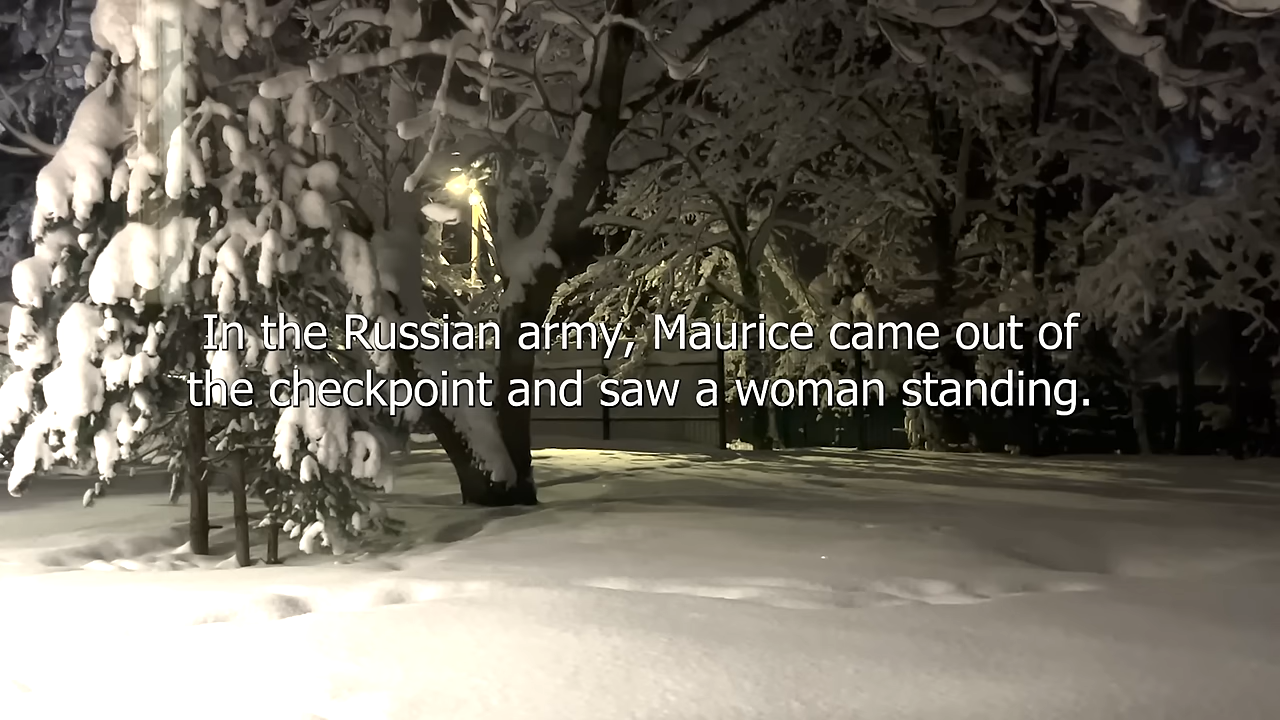 In the Russian army, Maurice came out of
the checkpoint and saw a woman standing.